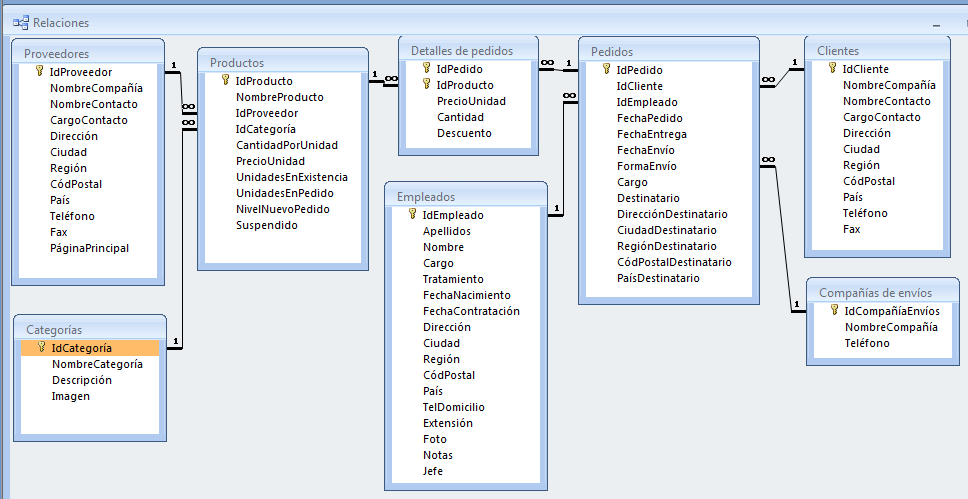 Relaciones
Proveedores
IdProveedor
NombreCompañía
NombreContacto
CargoContacto
Dirección
Ciudad
Región
CódPostal
País
Teléfono
Fax
PáginaPrincipal
1
∞
∞
Productos
IdProducto
NombreProducto
IdProveedor
IdCategoría
CantidadPorUnidad
PrecioUnidad
UnidadesEnExistencia
UnidadesEnPedido
NivelNuevoPedido
Suspendido
1
∞
Detalles de pedidos
IdPedido
IdProducto
PrecioUnidad
Cantidad
Descuento
∞
1
∞
Pedidos
IdPedido
IdCliente
IdEmpleado
FechaPedido
FechaEntrega
FechaEnvío
FormaEnvío
Cargo
Destinatario
DirecciónDestinatario
CiudadDestinatario
RegiónDestinatario
CódPostalDestinatario
PaísDestinatario
∞
1
∞
Clientes
IdCliente
NombreCompañía
NombreContacto
CargoContacto
Dirección
Ciudad
Región
CódPostal
País
Teléfono
Fax
Categorías
IdCategoría
NombreCategoría
Descripción
Imagen
1
Empleados
IdEmpleado
Apellidos
Nombre
Cargo
Tratamiento
FechaNacimiento
FechaContratación
Dirección
Ciudad
Región
CódPostal
País
TelDomicilio
Extensión
Foto
Notas
Jefe
1
1
Compañías de envíos
IdCompañíaEnvíos
NombreCompañía
Teléfono